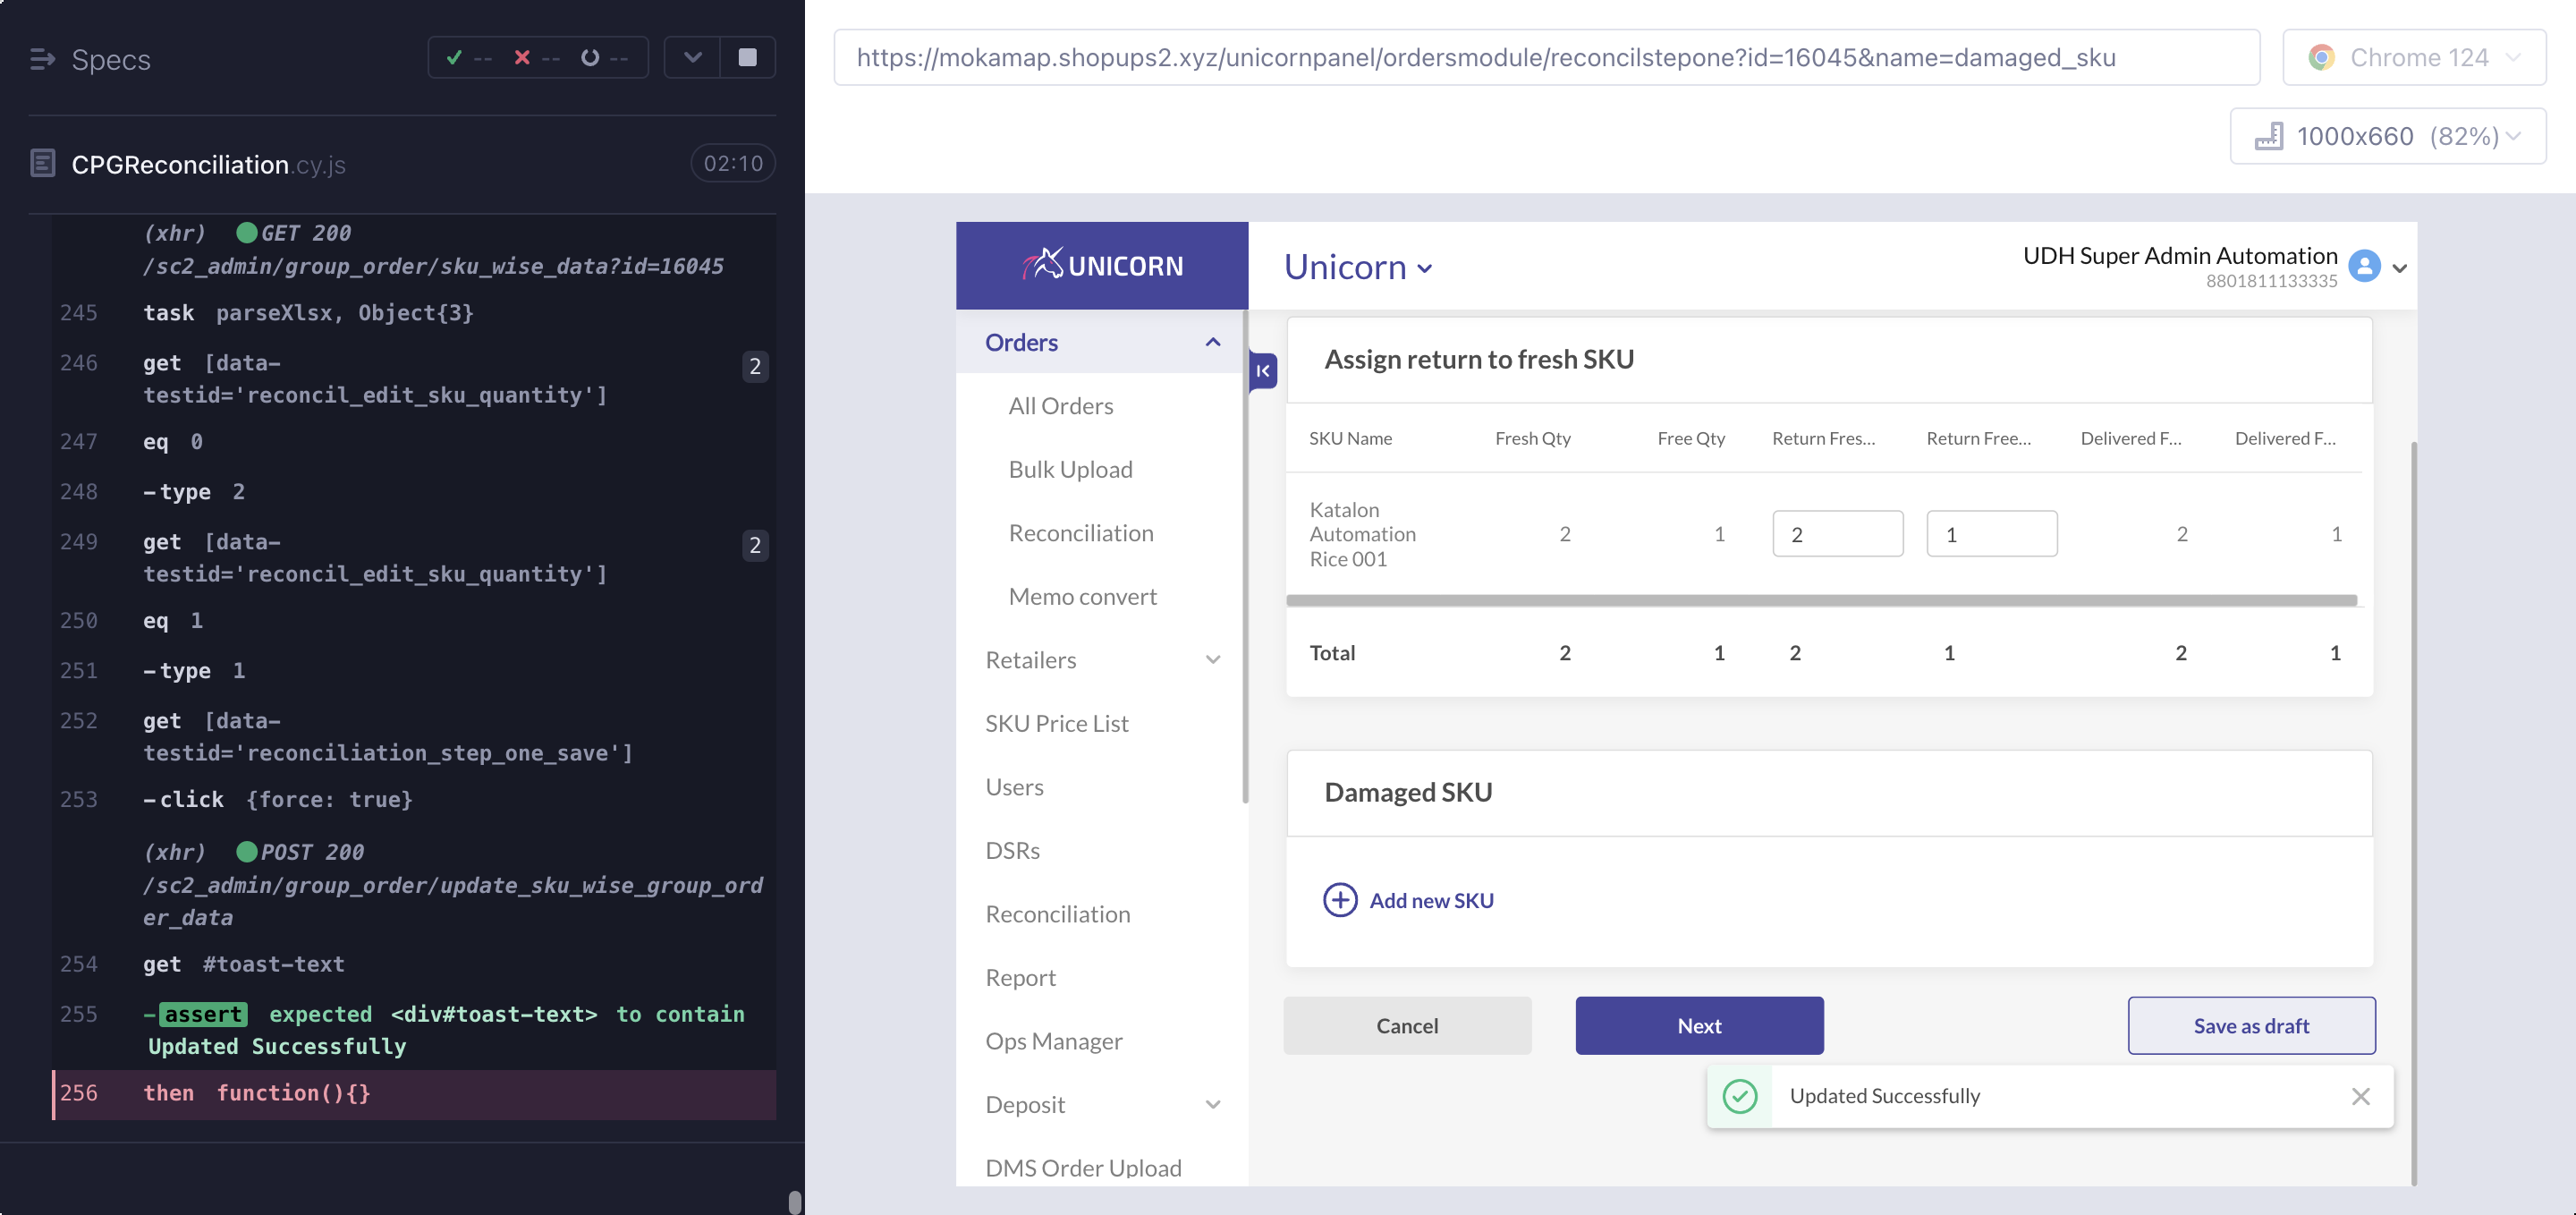 Specs
-- -- --
CPGReconciliation.cy.js 02:10
(xhr) GET 200
/sc2_admin/group_order/sku_wise_data?id=16045
245 task parseXlsx, Object{3}
246 get [data-
testid='reconcil_edit_sku_quantity'] 2
247 eq 0
248 -type 2
249 get [data-
testid='reconcil_edit_sku_quantity'] 2
250 eq 1
251 -type 1
252 get [data-
testid='reconciliation_step_one_save']
253 -click {force: true}
(xhr) POST 200
/sc2_admin/group_order/update_sku_wise_group_ord
er_data
254 get #toast-text
255 -assert expected <div#toast-text> to contain
Updated Successfully
256 then function(){}
https://mokamap.shopups2.xyz/unicornpanel/ordersmodule/reconcilstepone?id=16045&name=damaged_sku
Chrome 124
1000x660 (82%)
UNICORN
Unicorn
UDH Super Admin Automation
8801811133335
Orders
All Orders
Bulk Upload
Reconciliation
Memo convert
Retailers
SKU Price List
Users
DSRs
Reconciliation
Report
Ops Manager
Deposit
DMS Order Upload
Assign return to fresh SKU
SKU Name Fresh Qty Free Qty Return Fres... Return Free... Delivered F... Delivered F...
Katalon
Automation
Rice 001
2 1 2 1 2 1
Total 2 1 2 1 2 1
Damaged SKU
Add new SKU
Cancel
Next
Save as draft
Updated Successfully